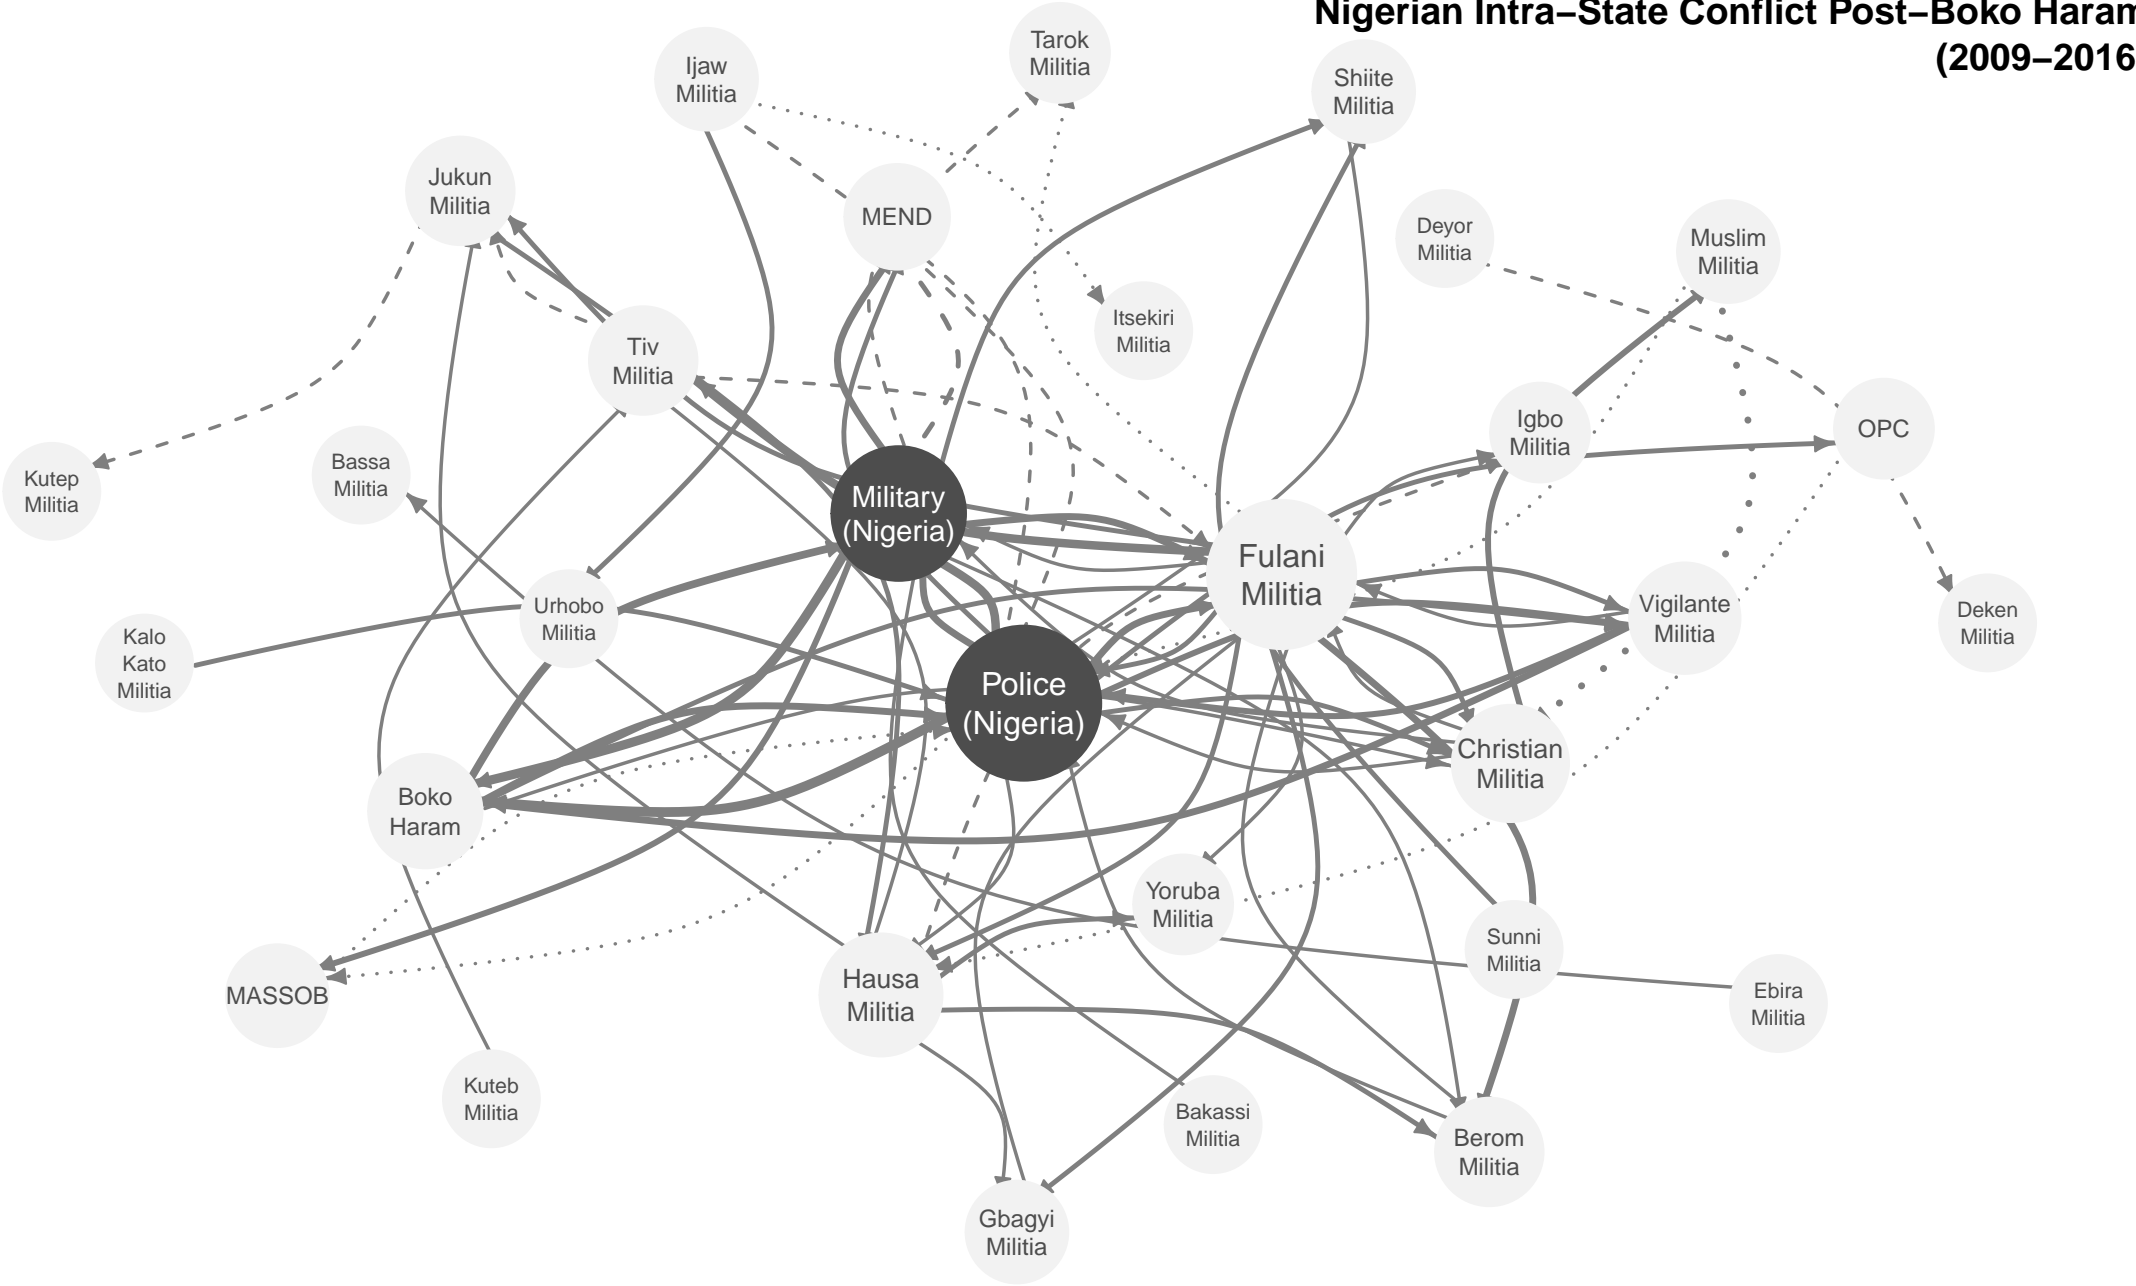 Nigerian Intra−State Conflict Post−Boko Haram
(2009−2016
Tarok
Militia
Ijaw
Militia
Shiite
Militia
Jukun
Militia
MEND
Deyor
Militia
Muslim
Militia
Itsekiri
Militia
Tiv
Militia
Igbo
Militia
OPC
Kutep
Militia
Bassa
Militia
Military
(Nigeria)
Fulani
Militia
Urhobo
Militia
Vigilante
Militia
Deken
Militia
Kalo
Kato
Militia
Police
(Nigeria)
Christian
Militia
Boko
Haram
Yoruba
Militia
Sunni
Militia
MASSOB
Hausa
Militia
Ebira
Militia
Kuteb
Militia
Bakassi
Militia
Berom
Militia
Gbagyi
Militia